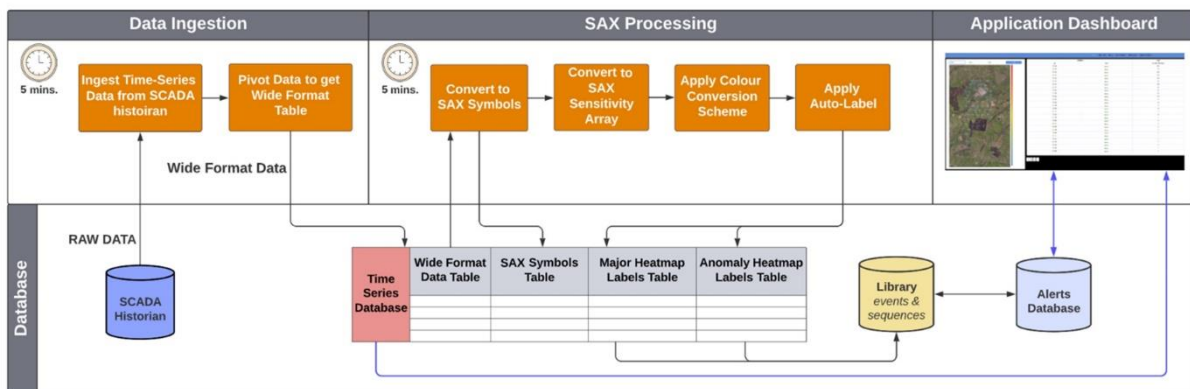 Data Ingestion
SAX Processing
Application Dashboard
5 mins.
Ingest Time-Series
Data from SCADA
histoiran
Pivot Data to get
Wide Format
Table
5 mins.
Convert to
SAX Symbols
Convert to
SAX
Sensitivity
Array
Apply Colour
Conversion
Scheme
Apply
Auto-Label
Wide Format Data
RAW DATA
Database
SCADA
Historian
Time
Series
Database
Wide Format
Data Table
SAX Symbols
Table
Major Heatmap
Labels Table
Anomaly Heatmap
Labels Table
Library
events &
sequences
Alerts
Database